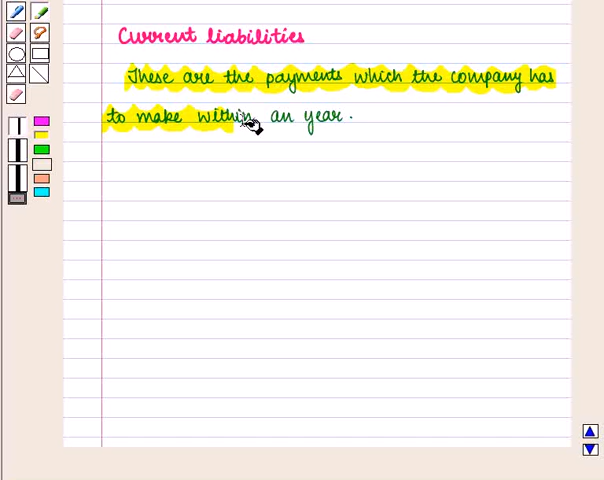 Current liabilities
These are the payments which the company has
to make within an year.